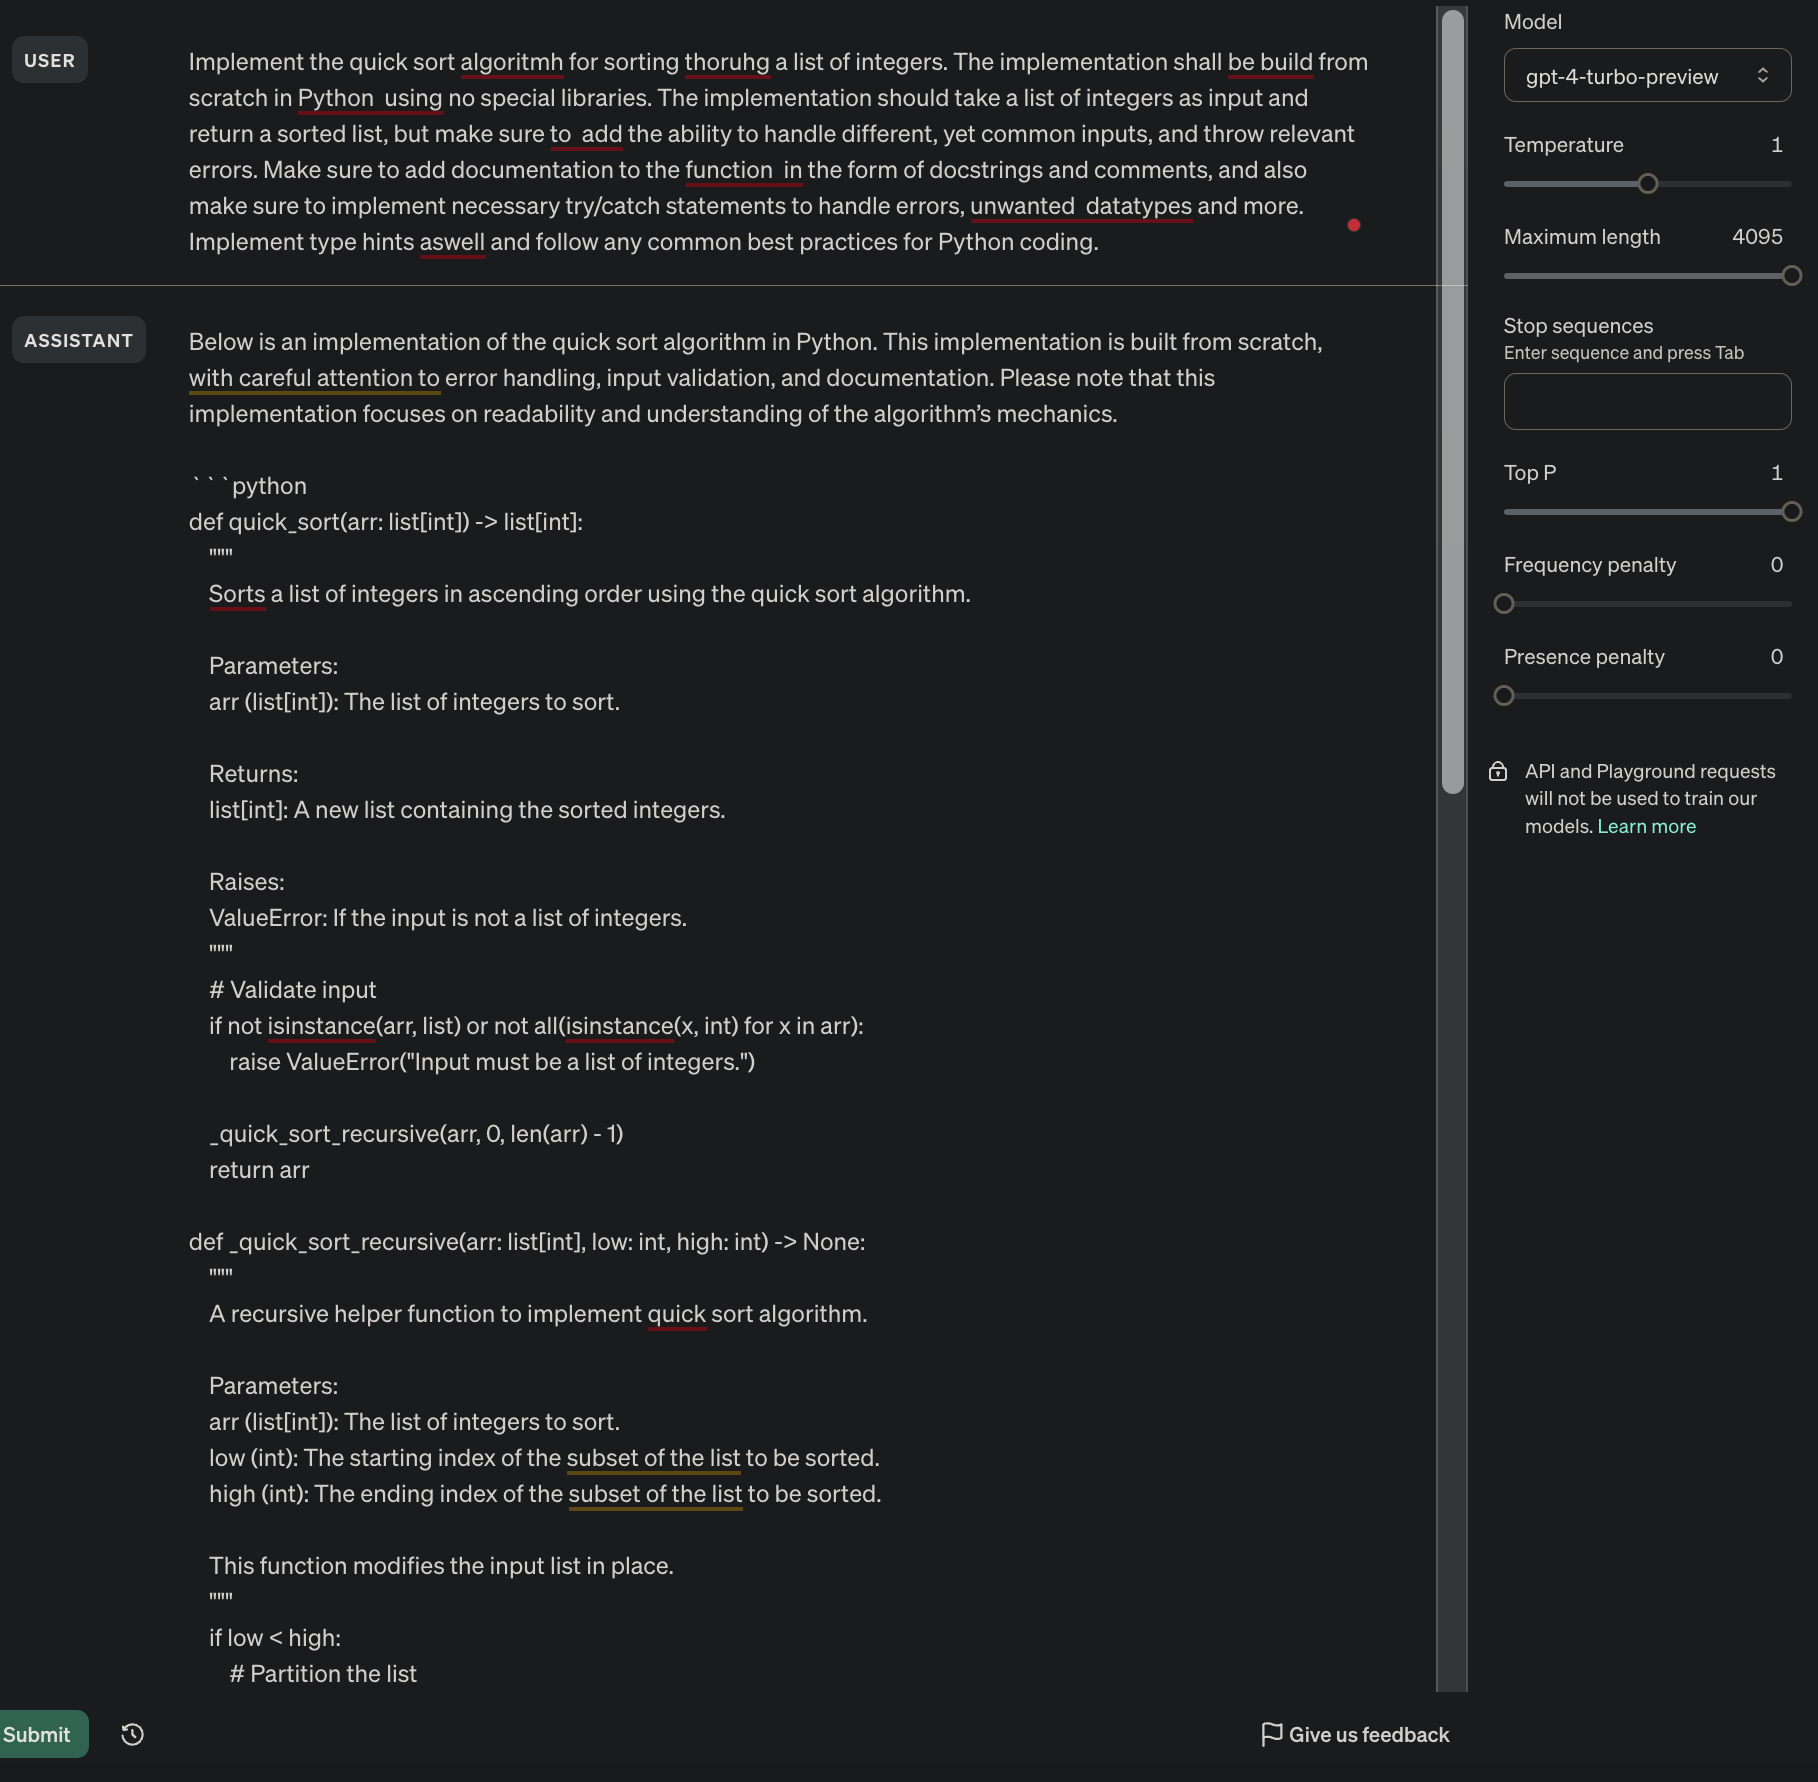 USER
Implement the quick sort algoritmh for sorting thoruhg a list of integers. The implementation shall be build from
scratch in Python  using no special libraries. The implementation should take a list of integers as input and
return a sorted list, but make sure to  add the ability to handle different, yet common inputs, and throw relevant
errors. Make sure to add documentation to the function  in the form of docstrings and comments, and also
make sure to implement necessary try/catch statements to handle errors, unwanted  datatypes and more.
Implement type hints aswell and follow any common best practices for Python coding.
ASSISTANT
Below is an implementation of the quick sort algorithm in Python. This implementation is built from scratch,
with careful attention to error handling, input validation, and documentation. Please note that this
implementation focuses on readability and understanding of the algorithm’s mechanics.
```python
def quick_sort(arr: list[int]) -> list[int]:
"""
Sorts a list of integers in ascending order using the quick sort algorithm.
Parameters:
arr (list[int]): The list of integers to sort.
Returns:
list[int]: A new list containing the sorted integers.
Raises:
ValueError: If the input is not a list of integers.
"""
# Validate input
if not isinstance(arr, list) or not all(isinstance(x, int) for x in arr):
raise ValueError("Input must be a list of integers.")
_quick_sort_recursive(arr, 0, len(arr) - 1)
return arr
def _quick_sort_recursive(arr: list[int], low: int, high: int) -> None:
"""
A recursive helper function to implement quick sort algorithm.
Parameters:
arr (list[int]): The list of integers to sort.
low (int): The starting index of the subset of the list to be sorted.
high (int): The ending index of the subset of the list to be sorted.
This function modifies the input list in place.
"""
if low < high:
# Partition the list
Submit
Give us feedback
Model
gpt-4-turbo-preview
Temperature 1
Maximum length 4095
Stop sequences
Enter sequence and press Tab
Top P 1
Frequency penalty 0
Presence penalty 0
API and Playground requests
will not be used to train our
models. Learn more